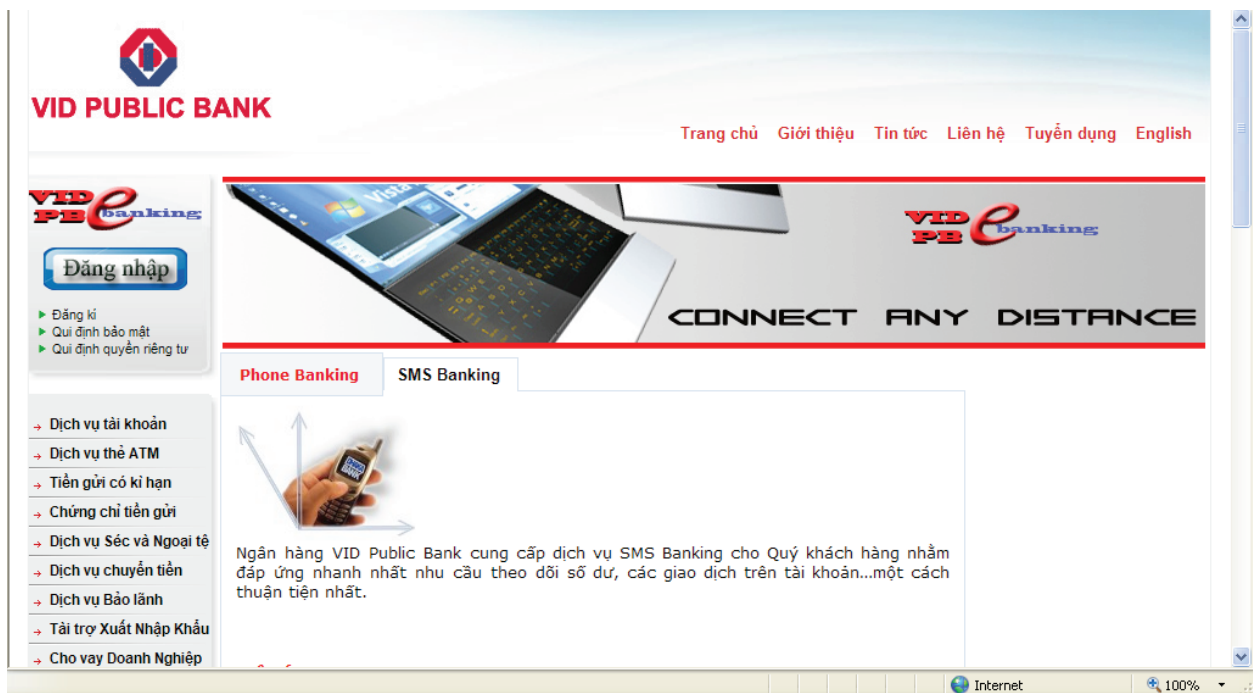 VID PUBLIC BANK
Trang chủ Giới thiệu Tin tức Liên hệ Tuyển dụng English
VID
PB ebanking
Đăng nhập
Đăng kí
Qui định bảo mật
Qui định quyền riêng tư
Vista
VID
PB ebanking
CONNECT ANY DISTANCE
Phone Banking SMS Banking
Dịch vụ tài khoản
Dịch vụ thẻ ATM
Tiền gửi có kì hạn
Chứng chỉ tiền gửi
Dịch vụ Séc và Ngoại tệ
Dịch vụ chuyển tiền
Dịch vụ Bảo lãnh
Tài trợ Xuất Nhập Khẩu
Cho vay Doanh Nghiệp
BANK
Ngân hàng VID Public Bank cung cấp dịch vụ SMS Banking cho Quý khách hàng nhằm
đáp ứng nhanh nhất nhu cầu theo dõi số dư, các giao dịch trên tài khoản...một cách
thuận tiện nhất.
Internet 100%